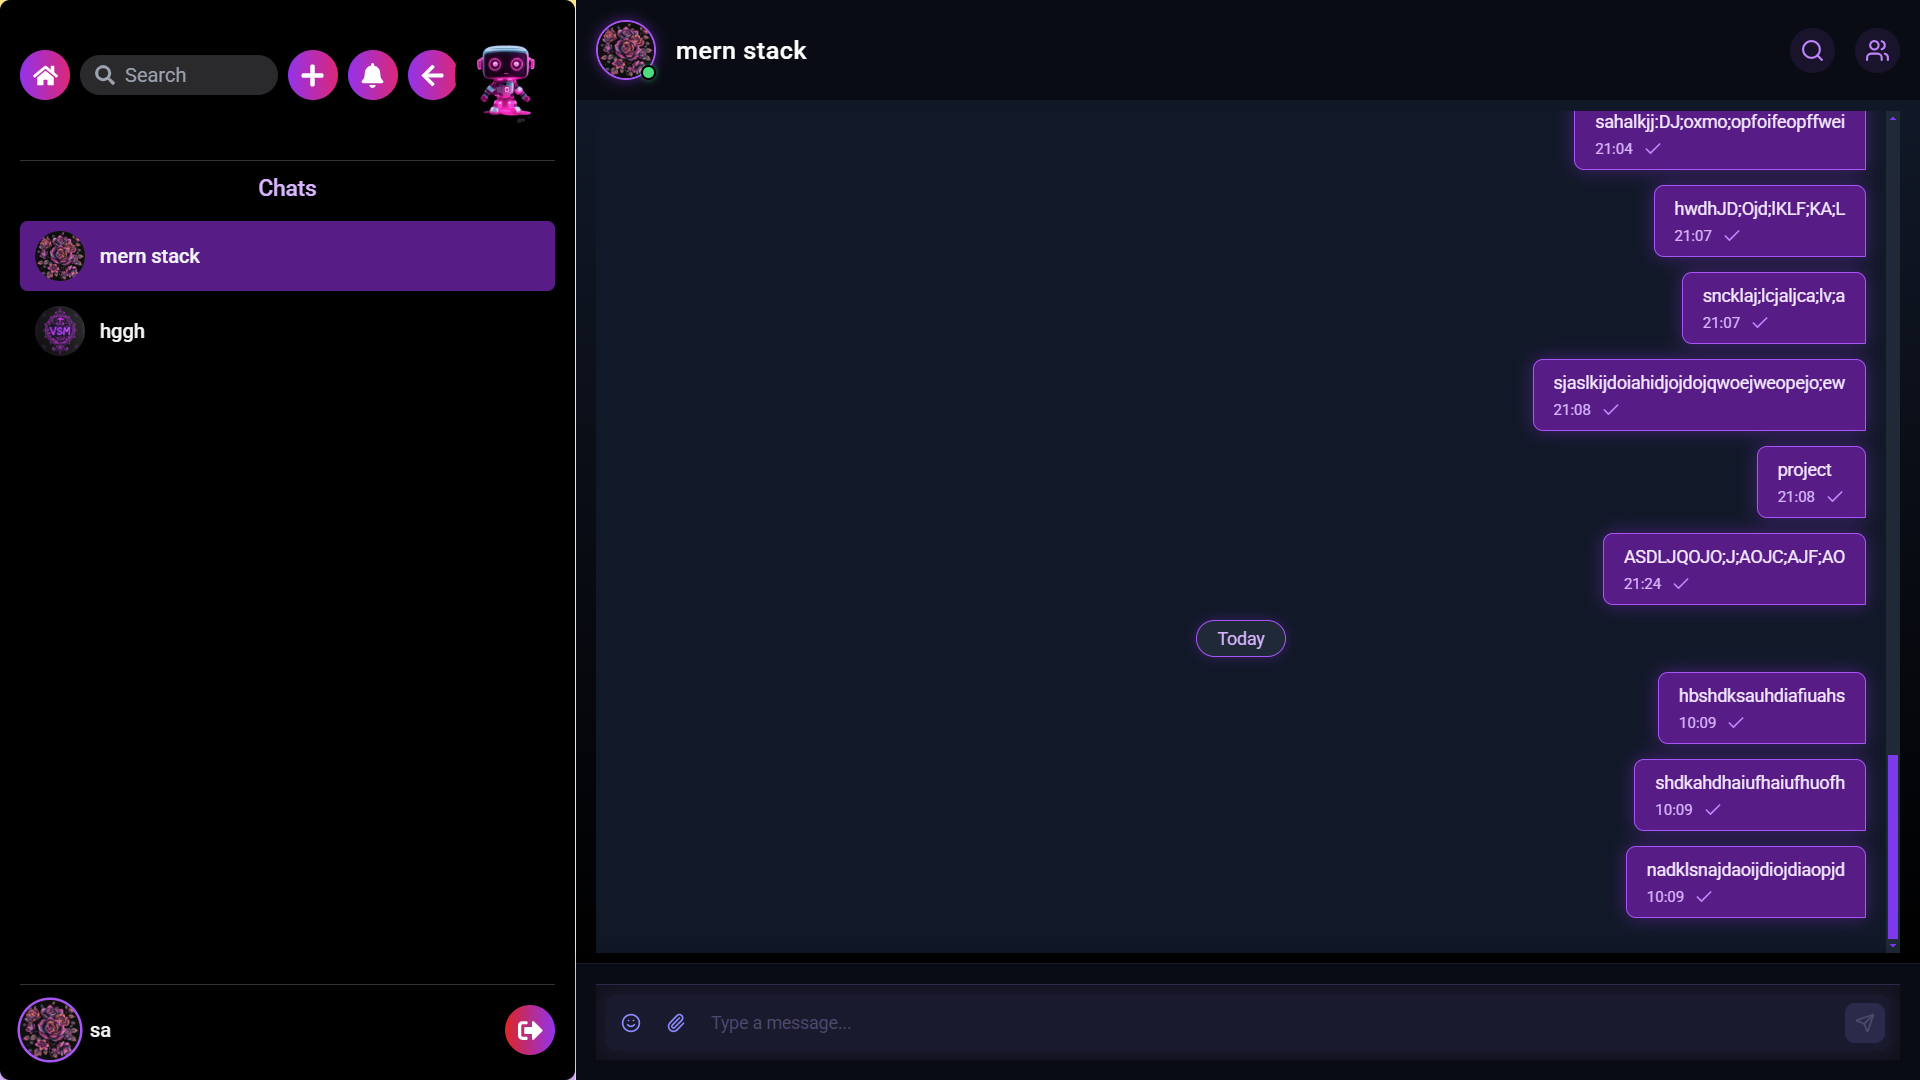 Search
Chats
mern stack
VSM
hggh
sa
mern stack
sahalkjj:DJ;oxmo;opfoifeopffwei
21:04
hwdhJD;Ojd;lKLF;KA;L
21:07
sncklaj;lcjaljca;lv;a
21:07
sjaslkijdoiahidjojdojqwoejweopejo;ew
21:08
project
21:08
ASDLJQOJO;J;AOJC;AJF;AO
21:24
Today
hbshdksauhdiafiuahs
10:09
shdkahdhaiufhaiufhuofh
10:09
nadklsnajdaoijdiojdiaopjd
10:09
Type a message...